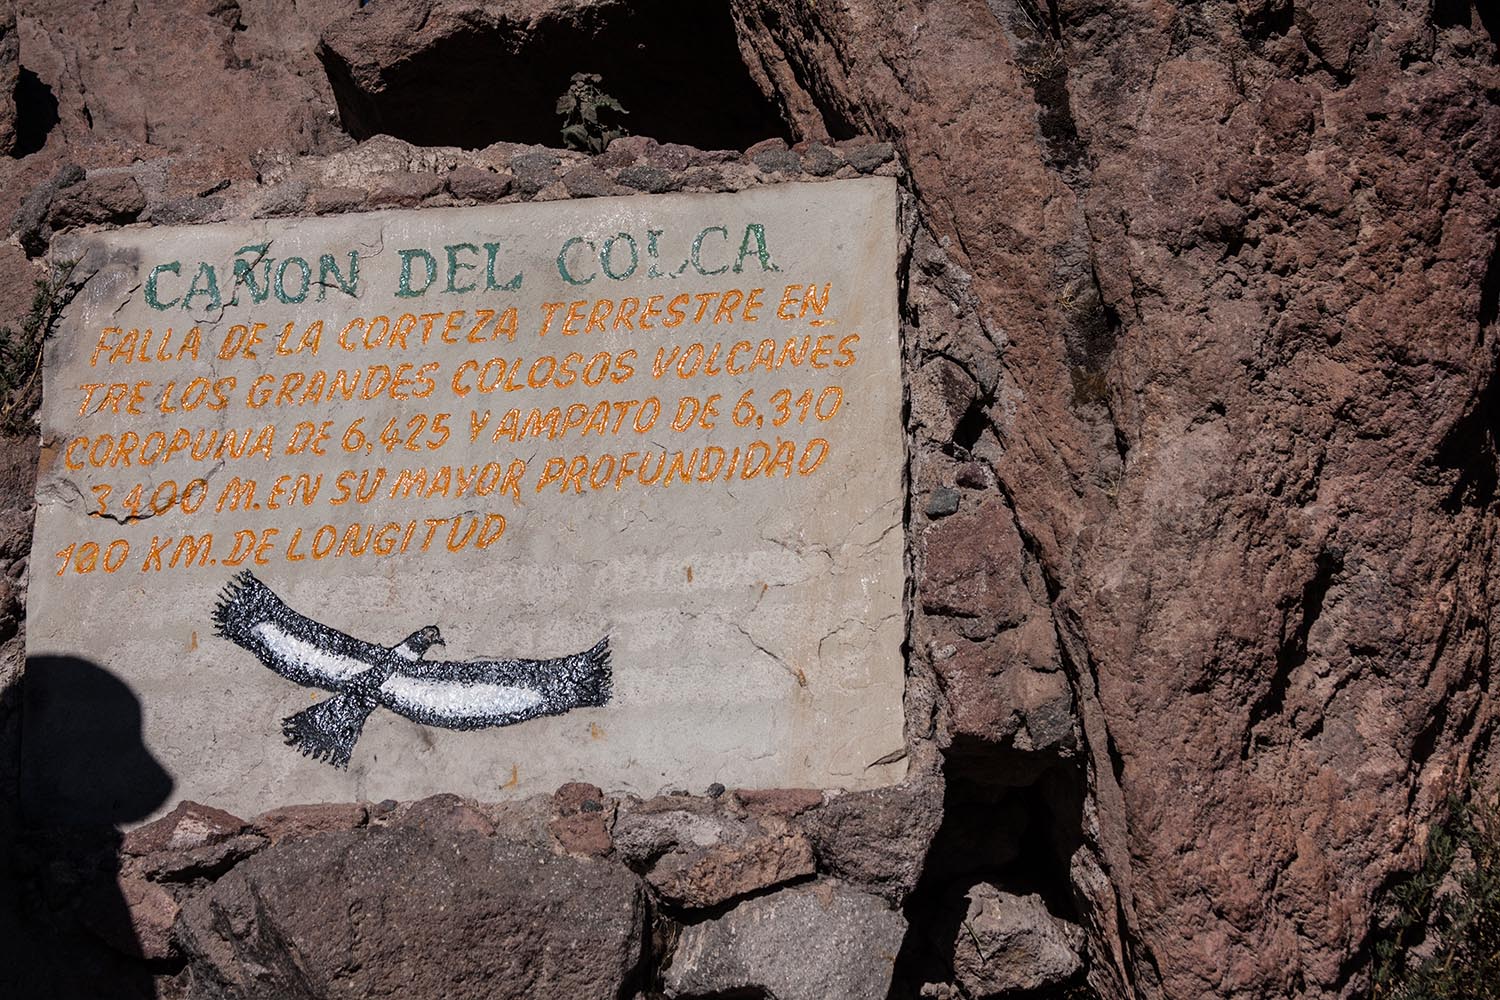 CAÑON DEL COLCA
FALLA DE LA CORTEZA TERRESTRE EN
TRE LOS GRANDES COLOSOS VOLCANES
COROPUNA DE 6,425 Y AMPATO DE 6,310
3,400 M. EN SU MAYOR PROFUNDIDAD
180 KM. DE LONGITUD